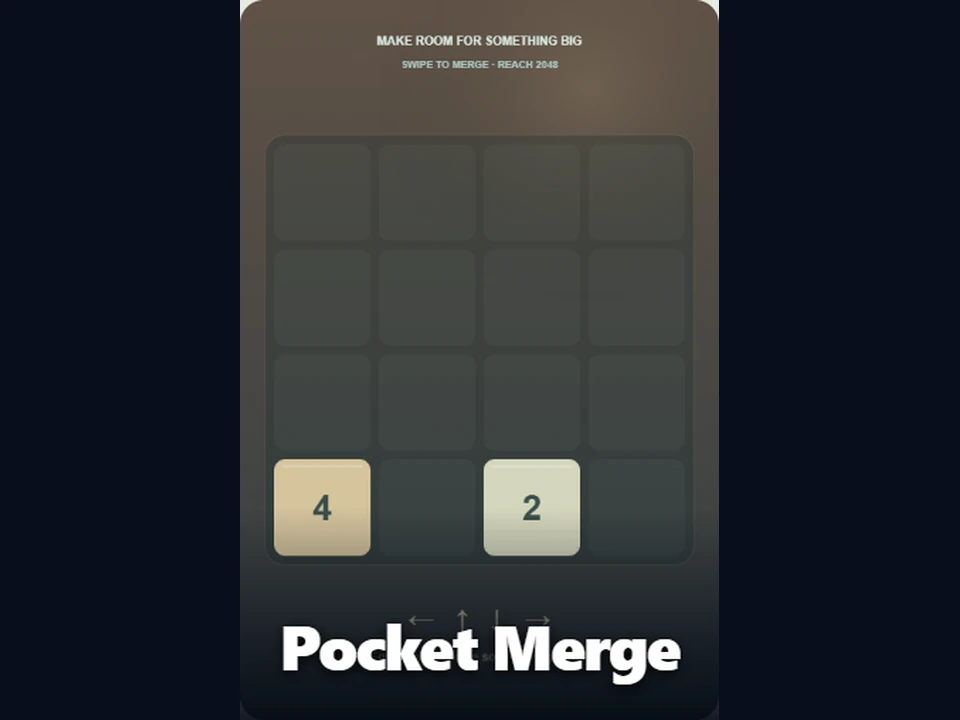 MAKE ROOM FOR SOMETHING BIG
SWIPE TO MERGE · REACH 2048
4 2
← ↑ ↓ →
Pocket Merge